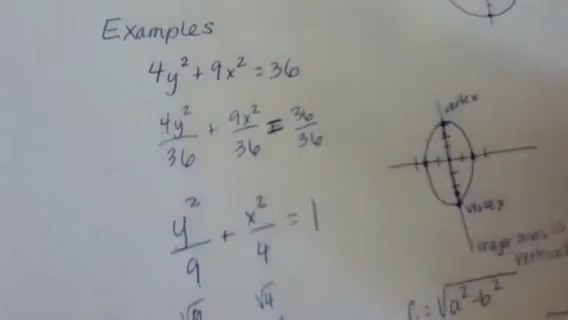 Examples
4y² + 9x² = 36
4y²/36 + 9x²/36 = 36/36
y²/9 + x²/4 = 1
√9 √4
vertex
vertex
major axis is
vertical
c = √a² - b²